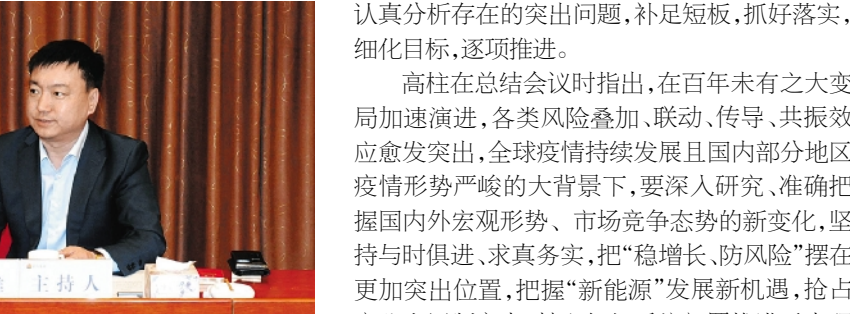 认真分析存在的突出问题，补足短板，抓好落实，
细化目标，逐项推进。
高柱在总结会议时指出，在百年未有之大变
局加速演进，各类风险叠加、联动、传导、共振效
应愈发突出，全球疫情持续发展且国内部分地区
疫情形势严峻的大背景下，要深入研究、准确把
握国内外宏观形势、市场竞争态势的新变化，坚
持与时俱进、求真务实，把“稳增长、防风险”摆在
更加突出位置，把握“新能源”发展新机遇，抢占
主持人